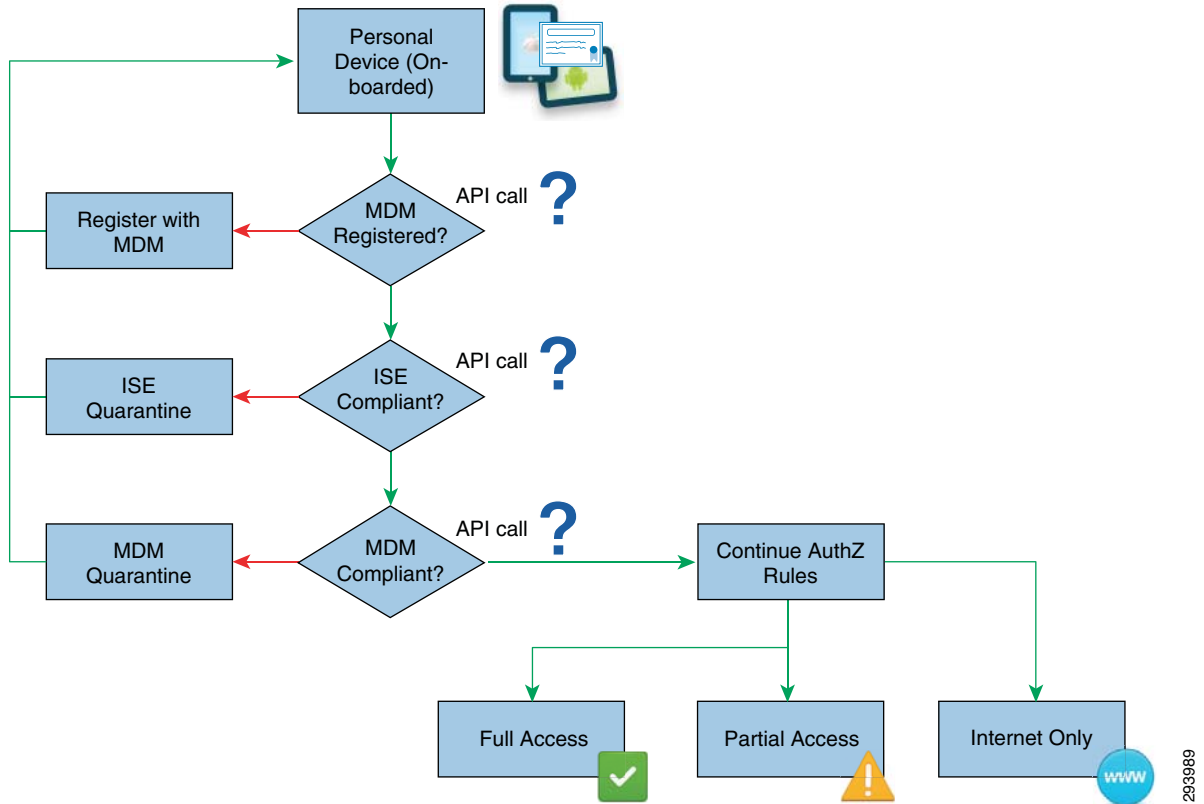 Personal
Device (On-
boarded)
API call ?
MDM
Registered?
Register with
MDM
API call ?
ISE
Compliant?
ISE
Quarantine
API call ?
MDM
Compliant?
MDM
Quarantine
Continue AuthZ
Rules
Full Access
Partial Access
Internet Only
www
293989